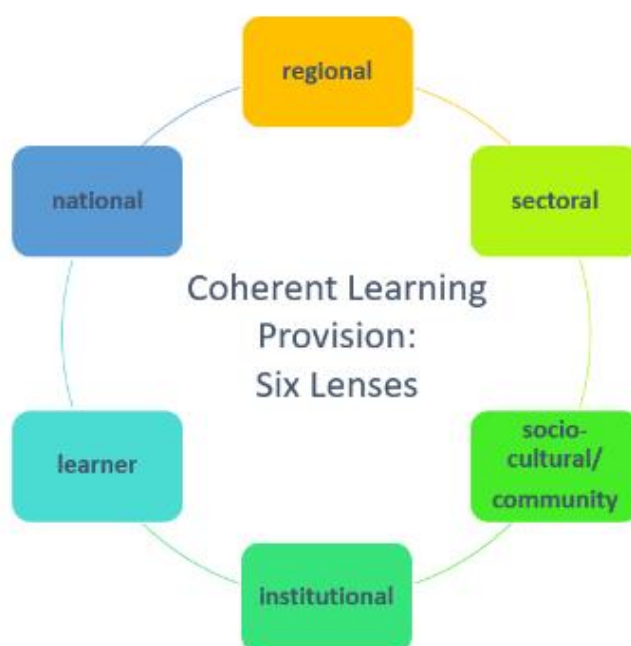 regional
national
sectoral
Coherent Learning
Provision:
Six Lenses
learner
socio-
cultural/
community
institutional